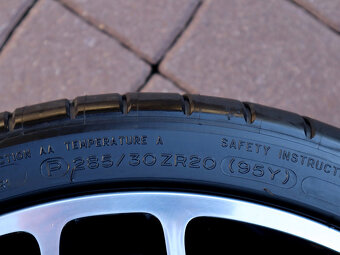 TION AA TEMPERATURE A SAFETY INSTRUCT
P 285/30ZR20 (95Y)